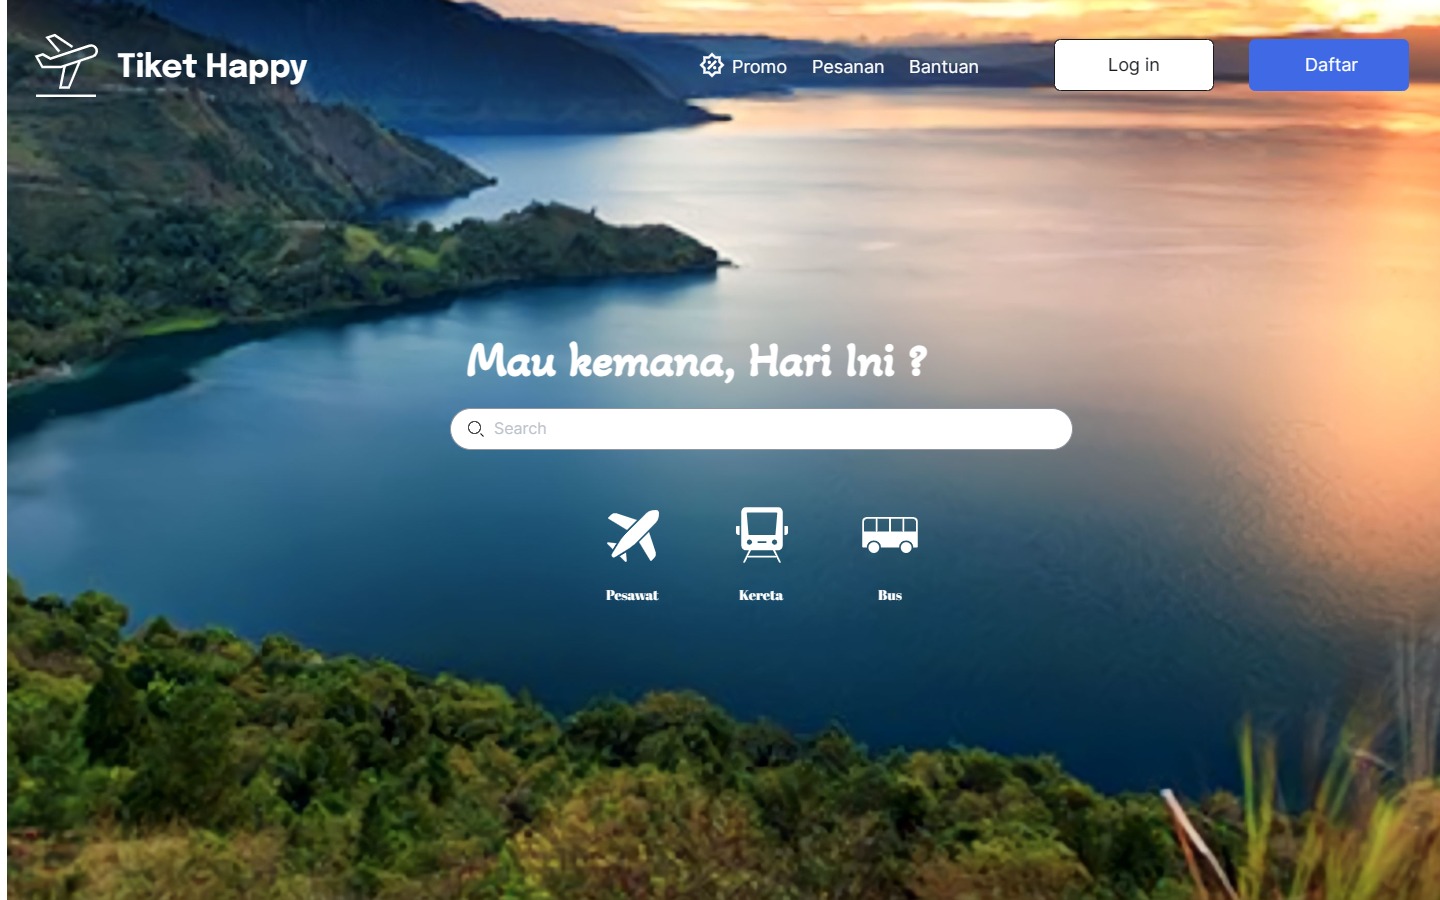 Tiket Happy
Promo Pesanan Bantuan
Log in
Daftar
Mau kemana, Hari Ini ?
Search
Pesawat Kereta Bus